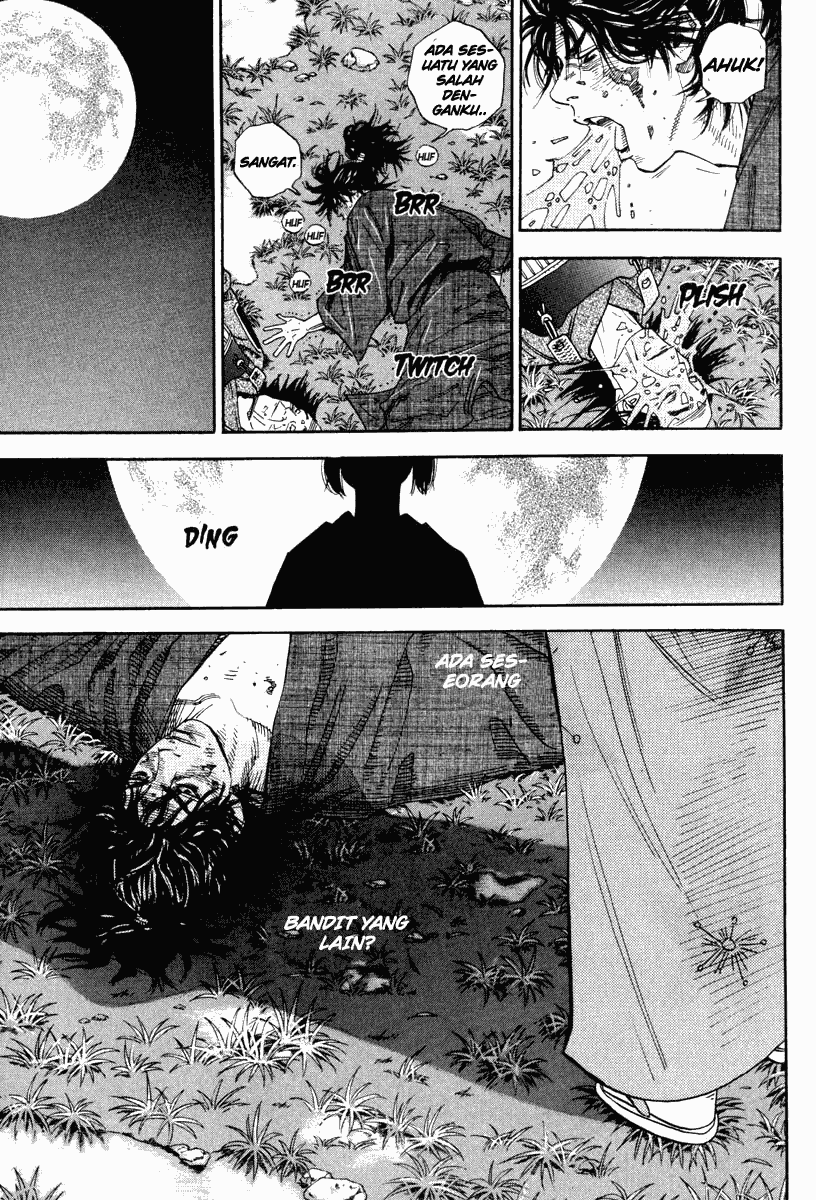 AHUK!
PLISH
ADA SES-
UATU YANG
SALAH
DEN-
GANKU..
SANGAT.
HUF
HUF
HUF
HUF
BRR
BRR
TWITCH
DING
ADA SES-
EORANG
BANDIT YANG
LAIN?